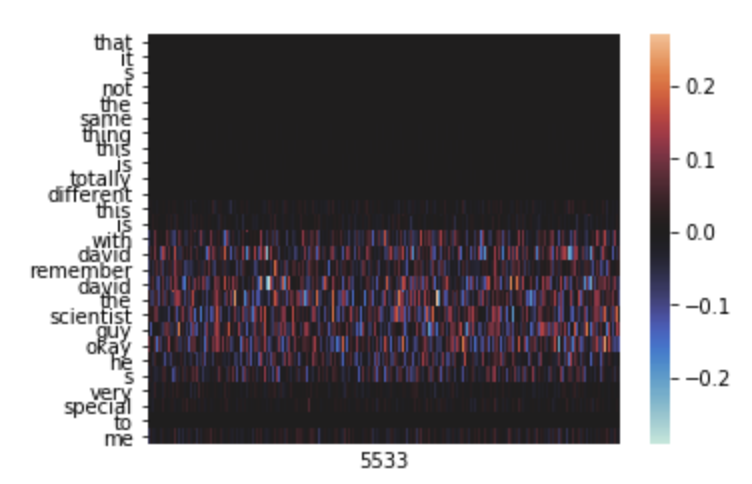 that
it
s
not
the
same
thing
this
is
totally
different
this
is
with
david
remember
david
the
scientist
guy
okay
he
s
very
special
to
me
5533
0.2
0.1
0.0
−0.1
−0.2